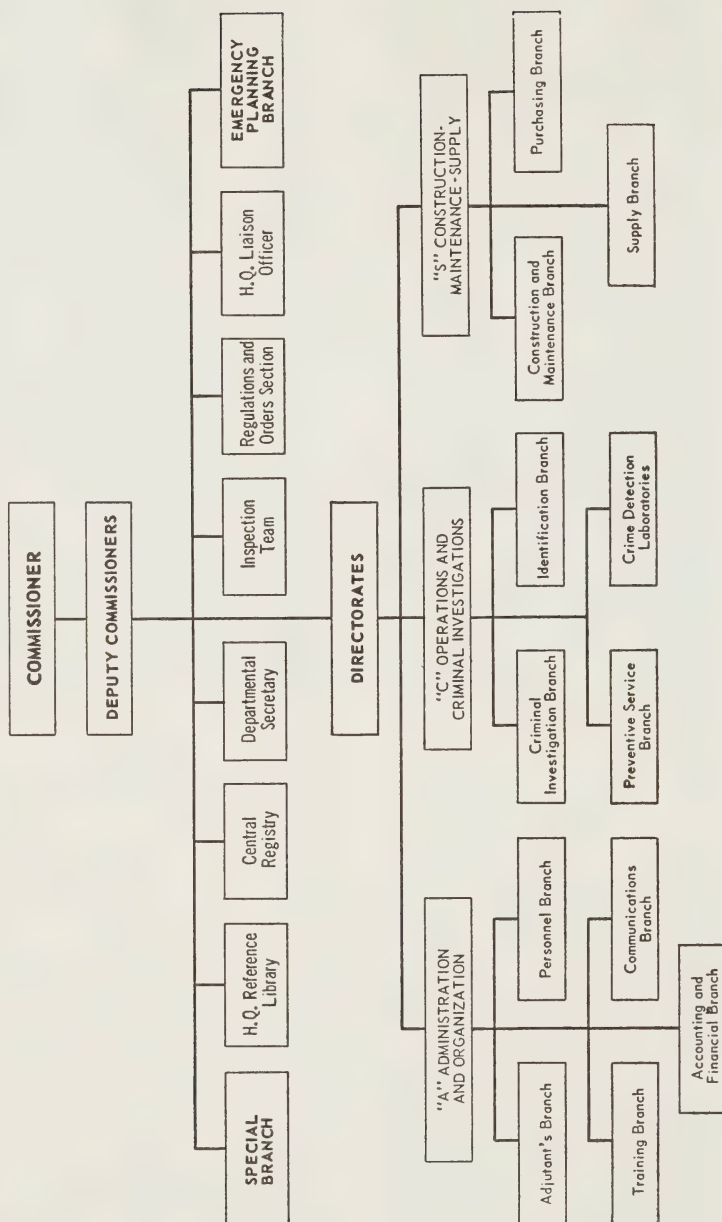 COMMISSIONER
DEPUTY COMMISSIONERS
SPECIAL
BRANCH
H.Q. Reference
Library
Central
Registry
Departmental
Secretary
Inspection
Team
Regulations and
Orders Section
H.Q. Liaison
Officer
EMERGENCY
PLANNING
BRANCH
DIRECTORATES
"A" ADMINISTRATION
AND ORGANIZATION
Adjutant's Branch
Personnel Branch
Training Branch
Communications
Branch
Accounting and
Financial Branch
"C" OPERATIONS AND
CRIMINAL INVESTIGATIONS
Criminal
Investigation Branch
Identification Branch
Preventive Service
Branch
Crime Detection
Laboratories
"S" CONSTRUCTION-
MAINTENANCE-SUPPLY
Construction and
Maintenance Branch
Purchasing Branch
Supply Branch